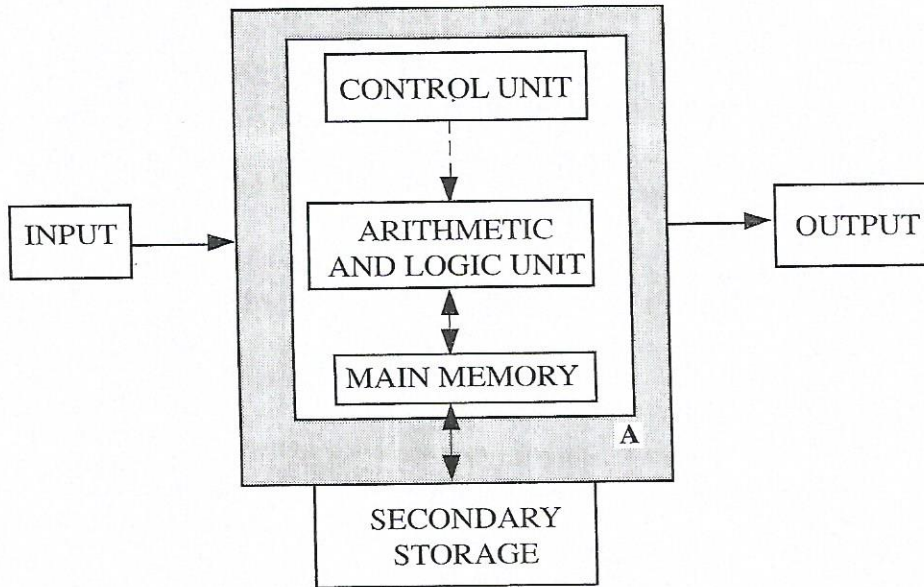 CONTROL UNIT
INPUT
ARITHMETIC
AND LOGIC UNIT
OUTPUT
MAIN MEMORY
A
SECONDARY
STORAGE